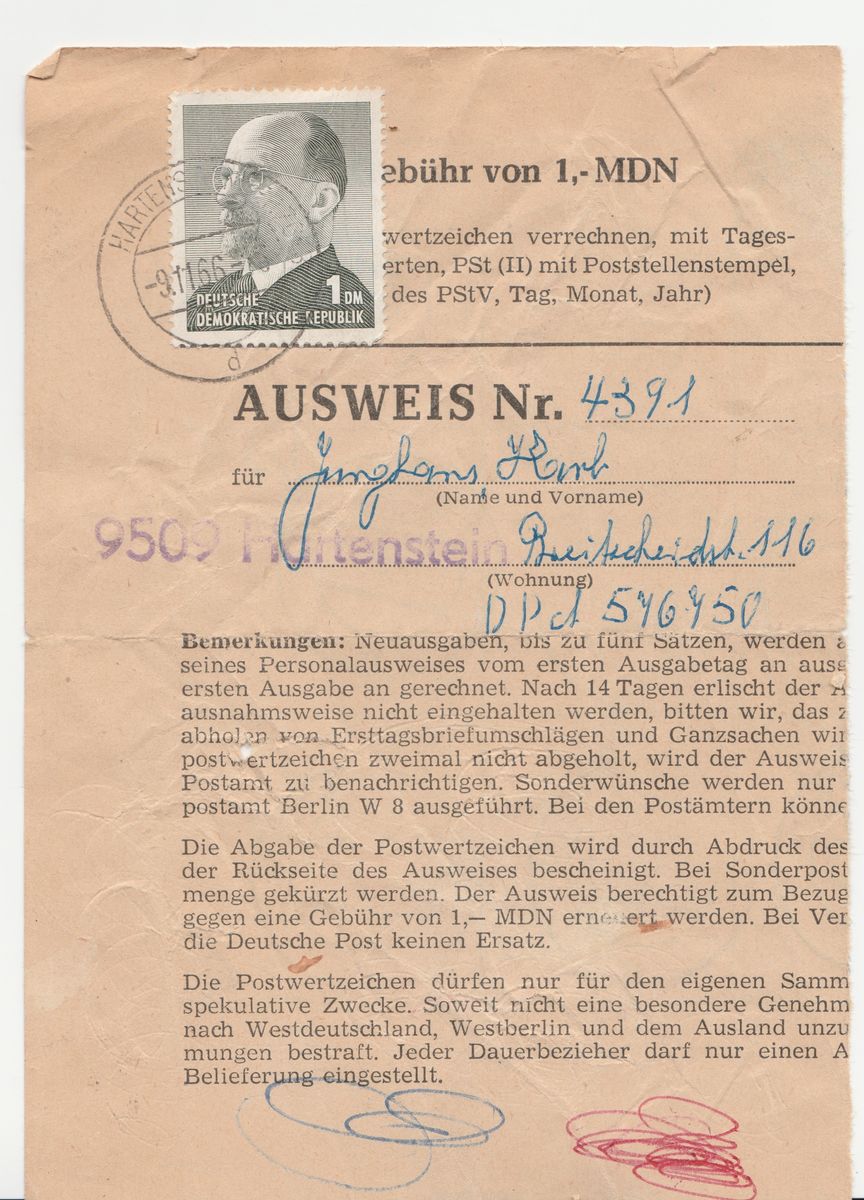 ebühr von 1,- MDN
wertzeichen verrechnen, mit Tages-
erten, PSt (II) mit Poststellenstempel,
des PStV, Tag, Monat, Jahr)
HARTENS
-9.11.66-
d
DEUTSCHE
DEMOKRATISCHE REPUBLIK
1 DM
AUSWEIS Nr. 4391
für Junghans, Karl
(Name und Vorname)
9509 Hartenstein Breitscheidst. 116
(Wohnung)
576750
Bemerkungen: Neuausgaben, bis zu fünf Sätzen, werden a
seines Personalausweises vom ersten Ausgabetag an ausg
ersten Ausgabe an gerechnet. Nach 14 Tagen erlischt der A
ausnahmsweise nicht eingehalten werden, bitten wir, das z
abholen von Ersttagsbriefumschlägen und Ganzsachen wir
postwertzeichen zweimal nicht abgeholt, wird der Ausweis
Postamt zu benachrichtigen. Sonderwünsche werden nur
postamt Berlin W 8 ausgeführt. Bei den Postämtern könne
Die Abgabe der Postwertzeichen wird durch Abdruck des
der Rückseite des Ausweises bescheinigt. Bei Sonderpost
menge gekürzt werden. Der Ausweis berechtigt zum Bezug
gegen eine Gebühr von 1,— MDN erneuert werden. Bei Ver
die Deutsche Post keinen Ersatz.
Die Postwertzeichen dürfen nur für den eigenen Samm
spekulative Zwecke. Soweit nicht eine besondere Genehm
nach Westdeutschland, Westberlin und dem Ausland unzu
mungen bestraft. Jeder Dauerbezieher darf nur einen A
Belieferung eingestellt.